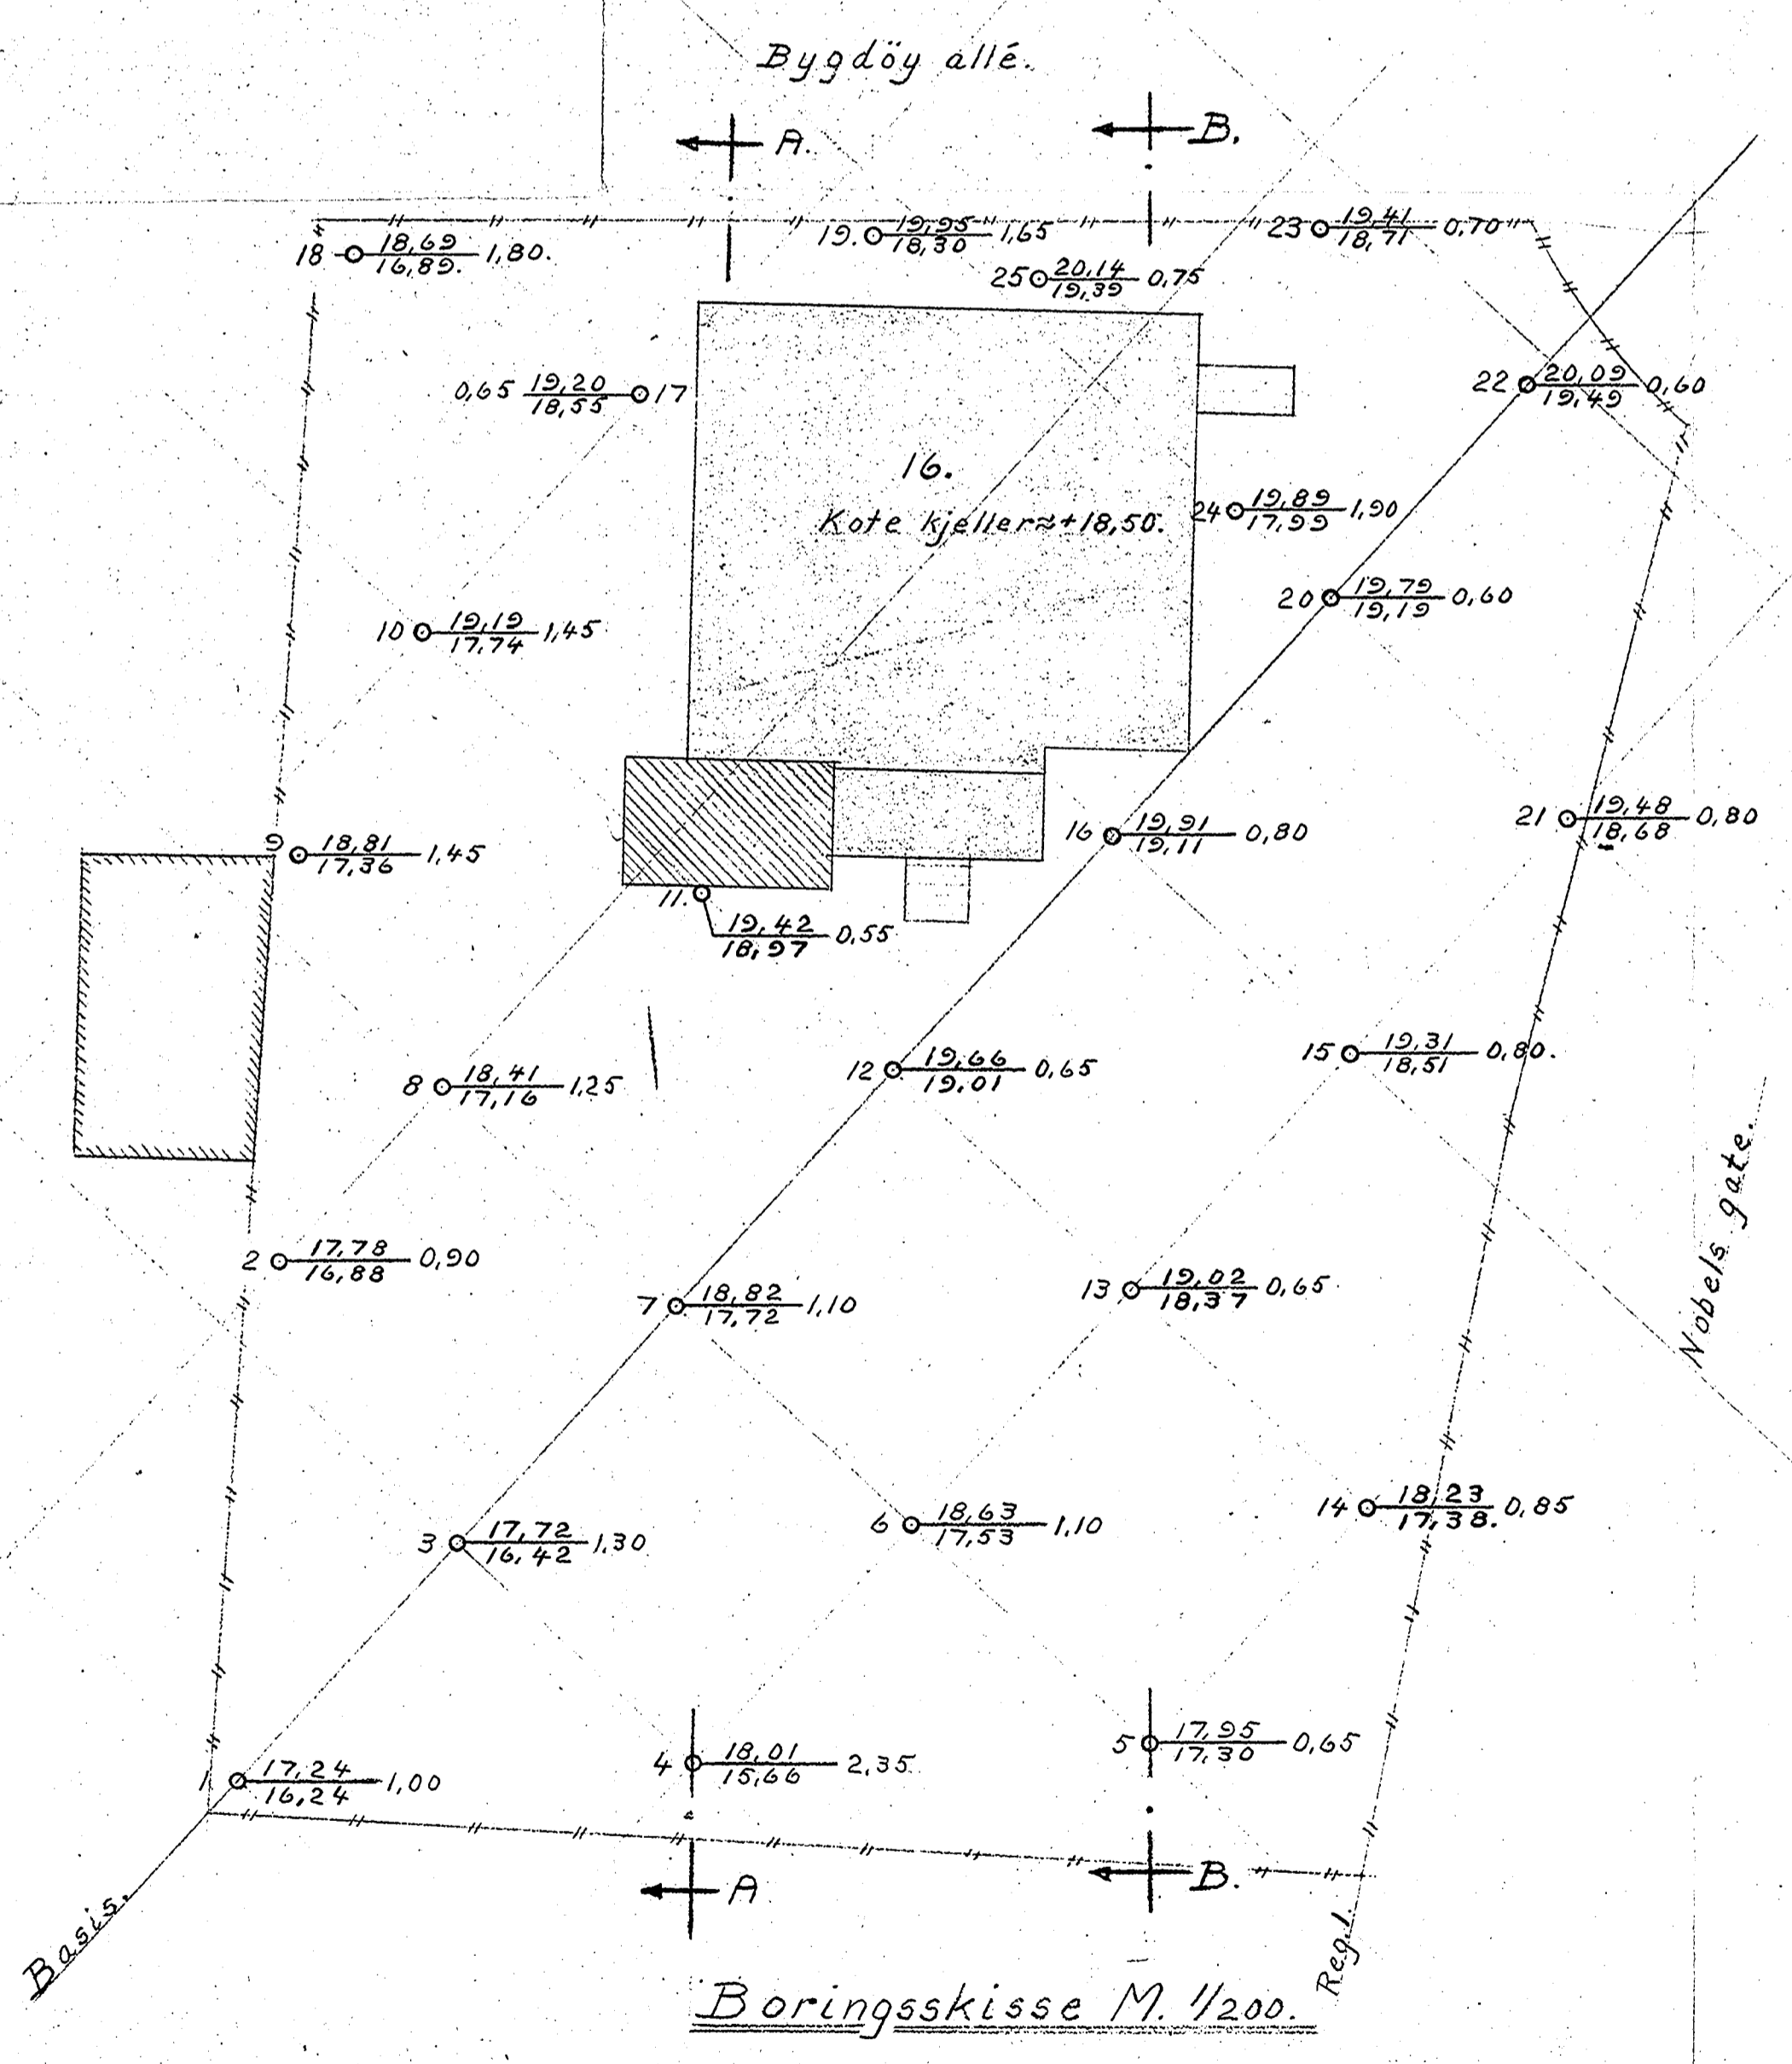 Bygdöy allé.
A.
B.
18 18,69 16,89. 1,80.
19. 19,95 18,30 1,65
23 19,41 18,71 0,70
25 20,14 19,39 0,75
0,65 19,20 18,55 17
22 20,09 19,49 0,60
16.
Kote kjeller≈+18,50.
24 19,89 17,99 1,90
20 19,79 19,19 0,60
10 19,19 17,74 1,45
21 19,48 18,68 0,80
16 19,91 19,11 0,80
9 18,81 17,36 1,45
11. 19,42 18,97 0,55
15 19,31 18,51 0,80.
12 19,66 19,01 0,65
8 18,41 17,16 1,25
Nobels gate.
2 17,78 16,88 0,90
13 19,02 18,37 0,65
7 18,82 17,72 1,10
14 18,23 17,38. 0,85
6 18,63 17,53 1,10
3 17,72 16,42 1,30
5 17,95 17,30 0,65
4 18,01 15,66 2,35
1 17,24 16,24 1,00
A
B.
Basis.
Reg.l.
Boringsskisse M. 1/200.